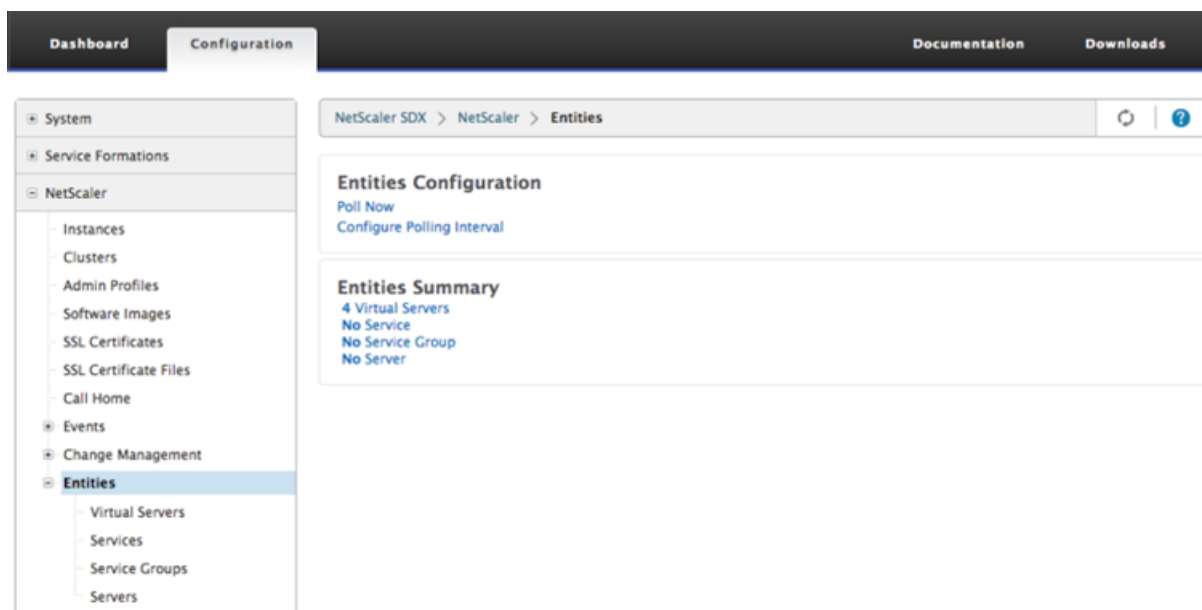 Dashboard Configuration Documentation Downloads
System
Service Formations
NetScaler
Instances
Clusters
Admin Profiles
Software Images
SSL Certificates
SSL Certificate Files
Call Home
Events
Change Management
Entities
Virtual Servers
Services
Service Groups
Servers
NetScaler SDX > NetScaler > Entities
?
Entities Configuration
Poll Now
Configure Polling Interval
Entities Summary
4 Virtual Servers
No Service
No Service Group
No Server